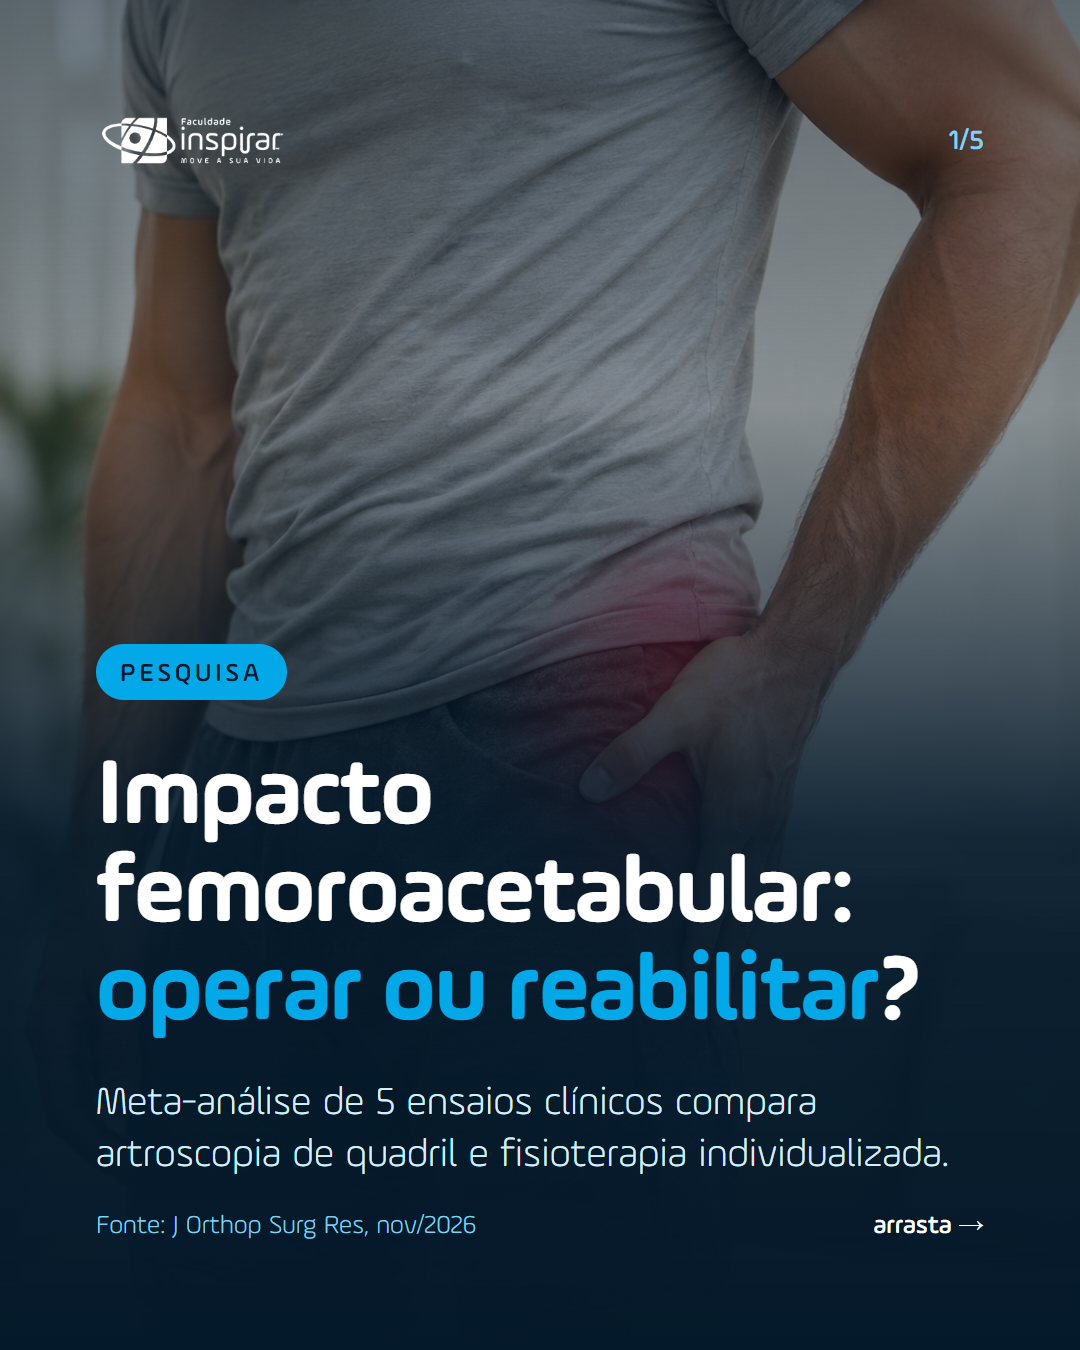 Faculdade
inspirar
MOVE A SUA VIDA
1/5
PESQUISA
Impacto
femoroacetabular:
operar ou reabilitar?
Meta-análise de 5 ensaios clínicos compara
artroscopia de quadril e fisioterapia individualizada.
Fonte: J Orthop Surg Res, nov/2026
arrasta →